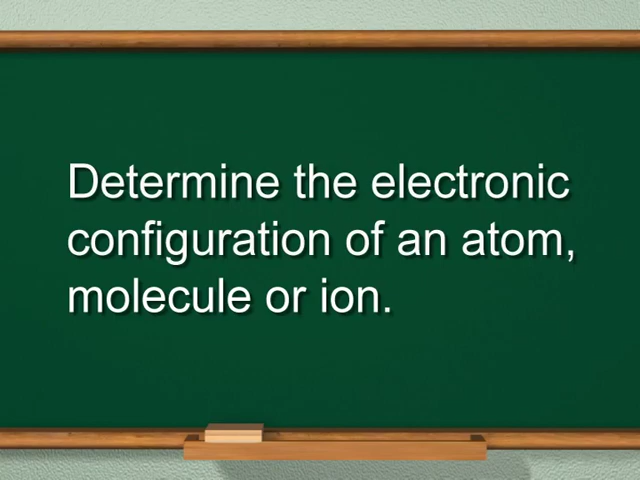 Determine the electronic
configuration of an atom,
molecule or ion.